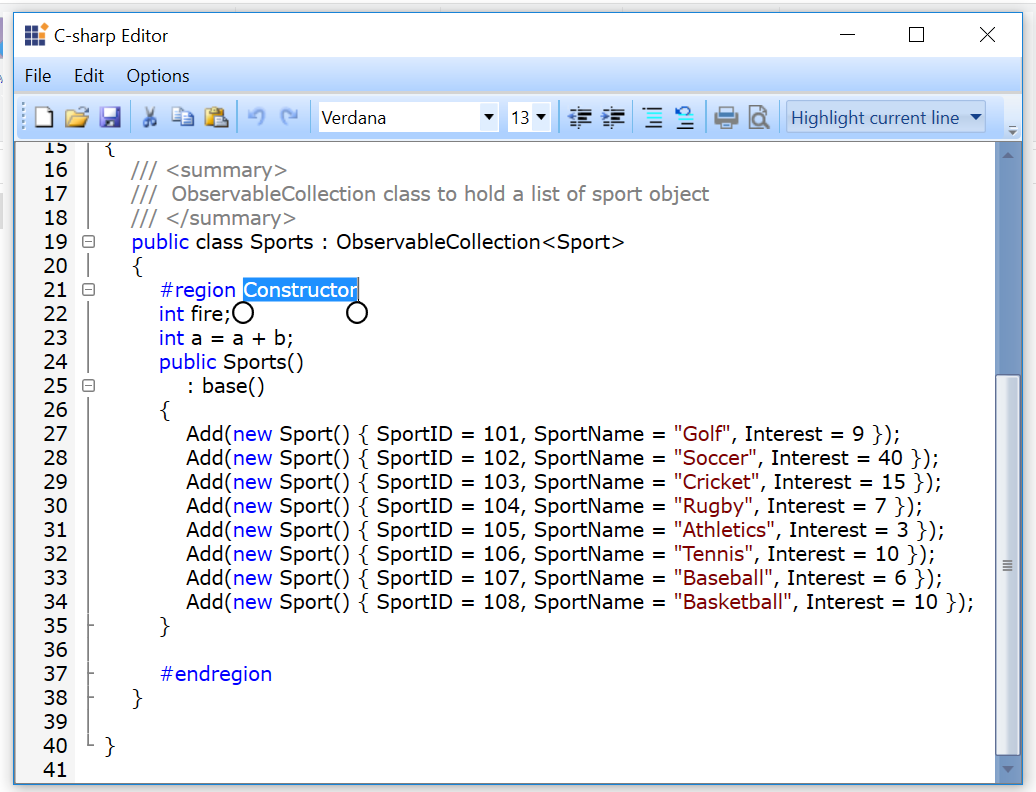 C-sharp Editor
File Edit Options
Verdana 13 Highlight current line
15 {
16 /// <summary>
17 /// ObservableCollection class to hold a list of sport object
18 /// </summary>
19 public class Sports : ObservableCollection<Sport>
20 {
21 #region Constructor
22 int fire;
23 int a = a + b;
24 public Sports()
25 : base()
26 {
27 Add(new Sport() { SportID = 101, SportName = "Golf", Interest = 9 });
28 Add(new Sport() { SportID = 102, SportName = "Soccer", Interest = 40 });
29 Add(new Sport() { SportID = 103, SportName = "Cricket", Interest = 15 });
30 Add(new Sport() { SportID = 104, SportName = "Rugby", Interest = 7 });
31 Add(new Sport() { SportID = 105, SportName = "Athletics", Interest = 3 });
32 Add(new Sport() { SportID = 106, SportName = "Tennis", Interest = 10 });
33 Add(new Sport() { SportID = 107, SportName = "Baseball", Interest = 6 });
34 Add(new Sport() { SportID = 108, SportName = "Basketball", Interest = 10 });
35 }
36
37 #endregion
38 }
39
40 }
41